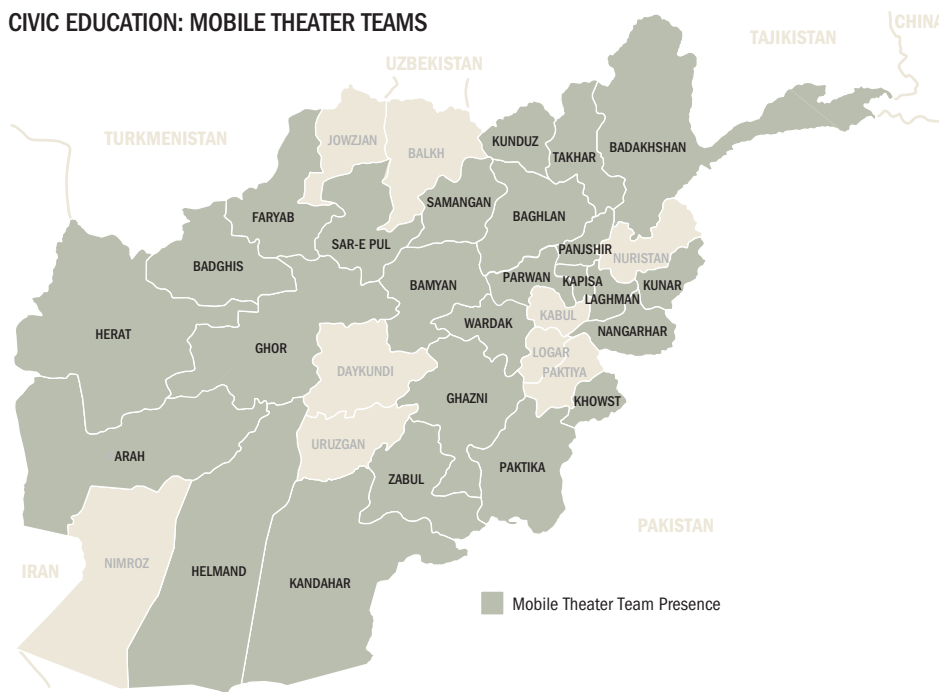 CIVIC EDUCATION: MOBILE THEATER TEAMS
CHINA
TAJIKISTAN
UZBEKISTAN
TURKMENISTAN
JOWZJAN
BALKH
KUNDUZ
TAKHAR
BADAKHSHAN
SAMANGAN
BAGHLAN
FARYAB
SAR-E PUL
PANJSHIR
NURISTAN
BADGHIS
BAMYAN
PARWAN
KAPISA
KUNAR
LAGHMAN
KABUL
WARDAK
NANGARHAR
HERAT
GHOR
LOGAR
DAYKUNDI
PAKTIYA
GHAZNI
KHOWST
URUZGAN
ARAH
ZABUL
PAKTIKA
PAKISTAN
IRAN
NIMROZ
HELMAND
KANDAHAR
Mobile Theater Team Presence